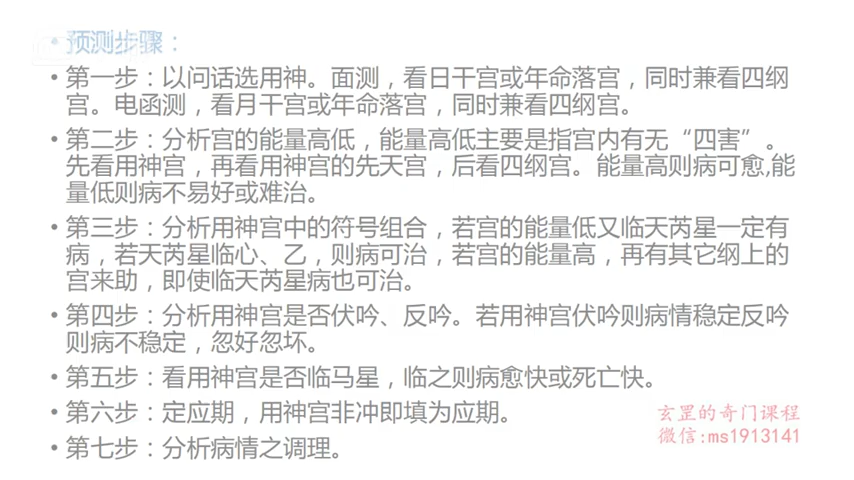 • 预测步骤：
• 第一步：以问话选用神。面测，看日干宫或年命落宫，同时兼看四纲
宫。电函测，看月干宫或年命落宫，同时兼看四纲宫。
• 第二步：分析宫的能量高低，能量高低主要是指宫内有无“四害”。
先看用神宫，再看用神宫的先天宫，后看四纲宫。能量高则病可愈,能
量低则病不易好或难治。
• 第三步：分析用神宫中的符号组合，若宫的能量低又临天芮星一定有
病，若天芮星临心、乙，则病可治，若宫的能量高，再有其它纲上的
宫来助，即使临天芮星病也可治。
• 第四步：分析用神宫是否伏吟、反吟。若用神宫伏吟则病情稳定反吟
则病不稳定，忽好忽坏。
• 第五步：看用神宫是否临马星，临之则病愈快或死亡快。
• 第六步：定应期，用神宫非冲即填为应期。
• 第七步：分析病情之调理。
玄罡的奇门课程
微信:ms1913141